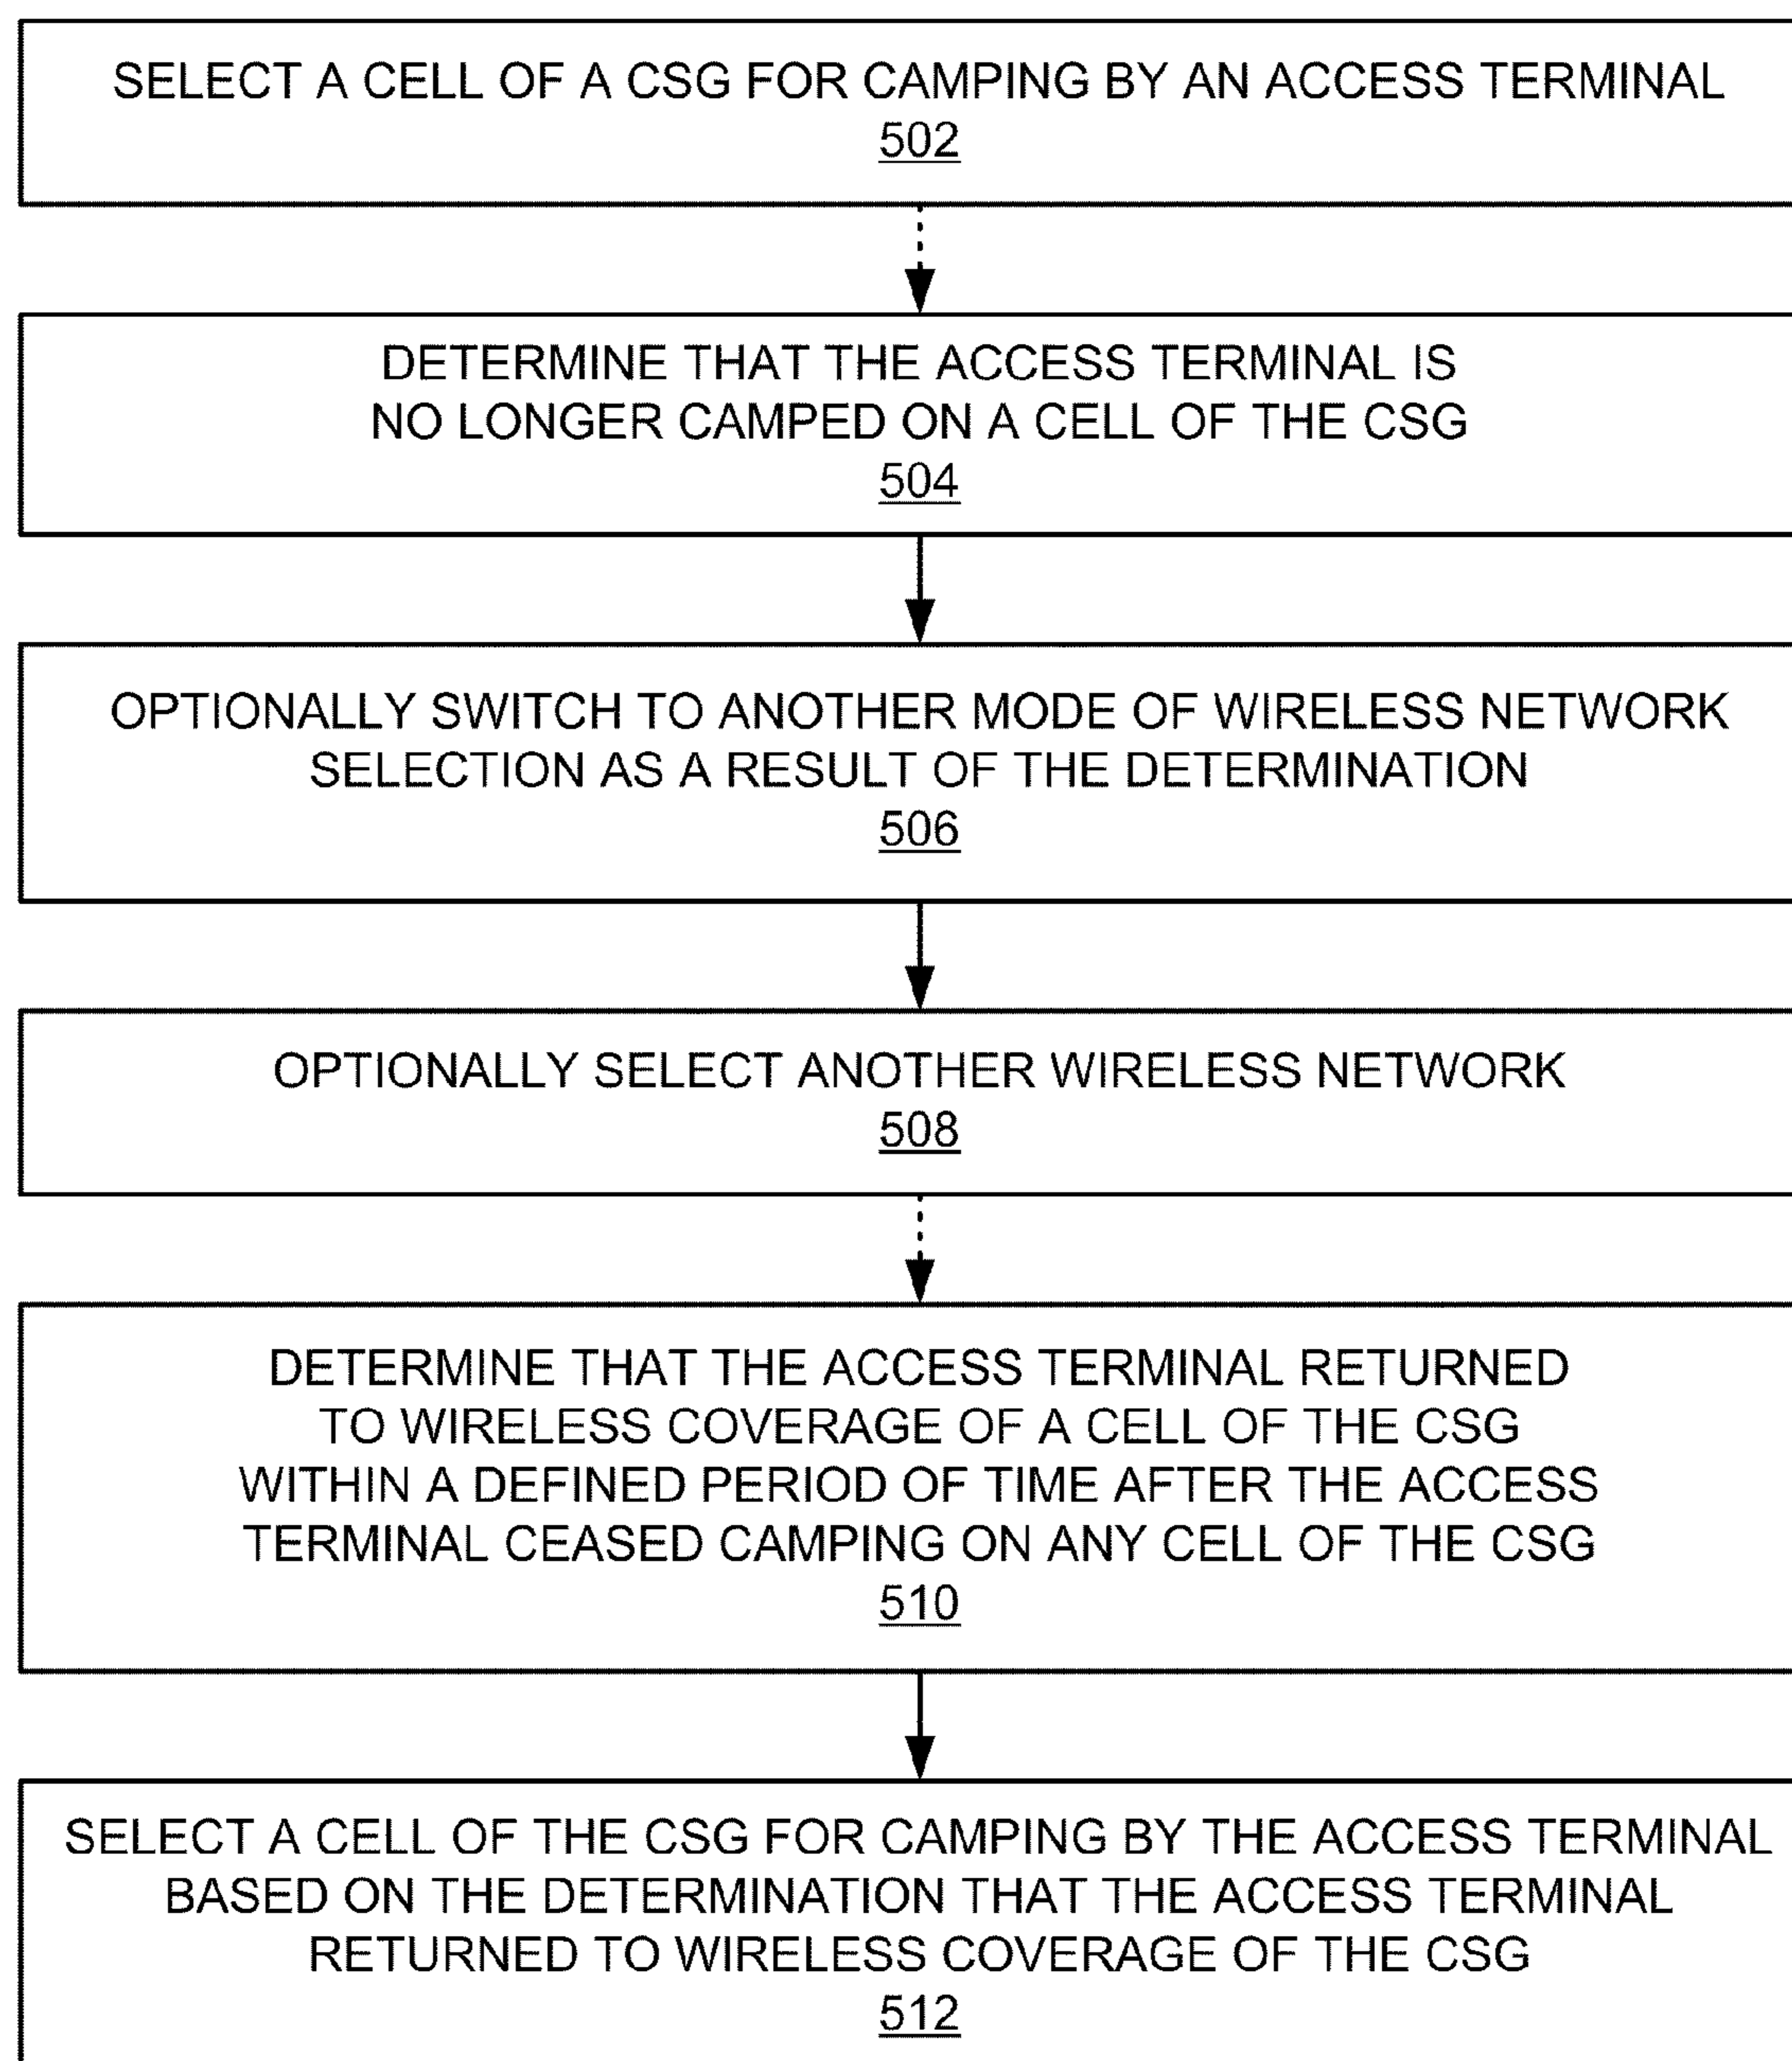 SELECT A CELL OF A CSG FOR CAMPING BY AN ACCESS TERMINAL
502
DETERMINE THAT THE ACCESS TERMINAL IS
NO LONGER CAMPED ON A CELL OF THE CSG
504
OPTIONALLY SWITCH TO ANOTHER MODE OF WIRELESS NETWORK
SELECTION AS A RESULT OF THE DETERMINATION
506
OPTIONALLY SELECT ANOTHER WIRELESS NETWORK
508
DETERMINE THAT THE ACCESS TERMINAL RETURNED
TO WIRELESS COVERAGE OF A CELL OF THE CSG
WITHIN A DEFINED PERIOD OF TIME AFTER THE ACCESS
TERMINAL CEASED CAMPING ON ANY CELL OF THE CSG
510
SELECT A CELL OF THE CSG FOR CAMPING BY THE ACCESS TERMINAL
BASED ON THE DETERMINATION THAT THE ACCESS TERMINAL
RETURNED TO WIRELESS COVERAGE OF THE CSG
512